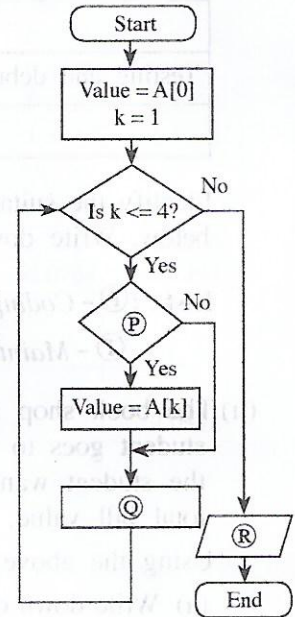 Start
Value = A[0]
k = 1
Is k <= 4?
No
Yes
No
P
Yes
Value = A[k]
Q
R
End